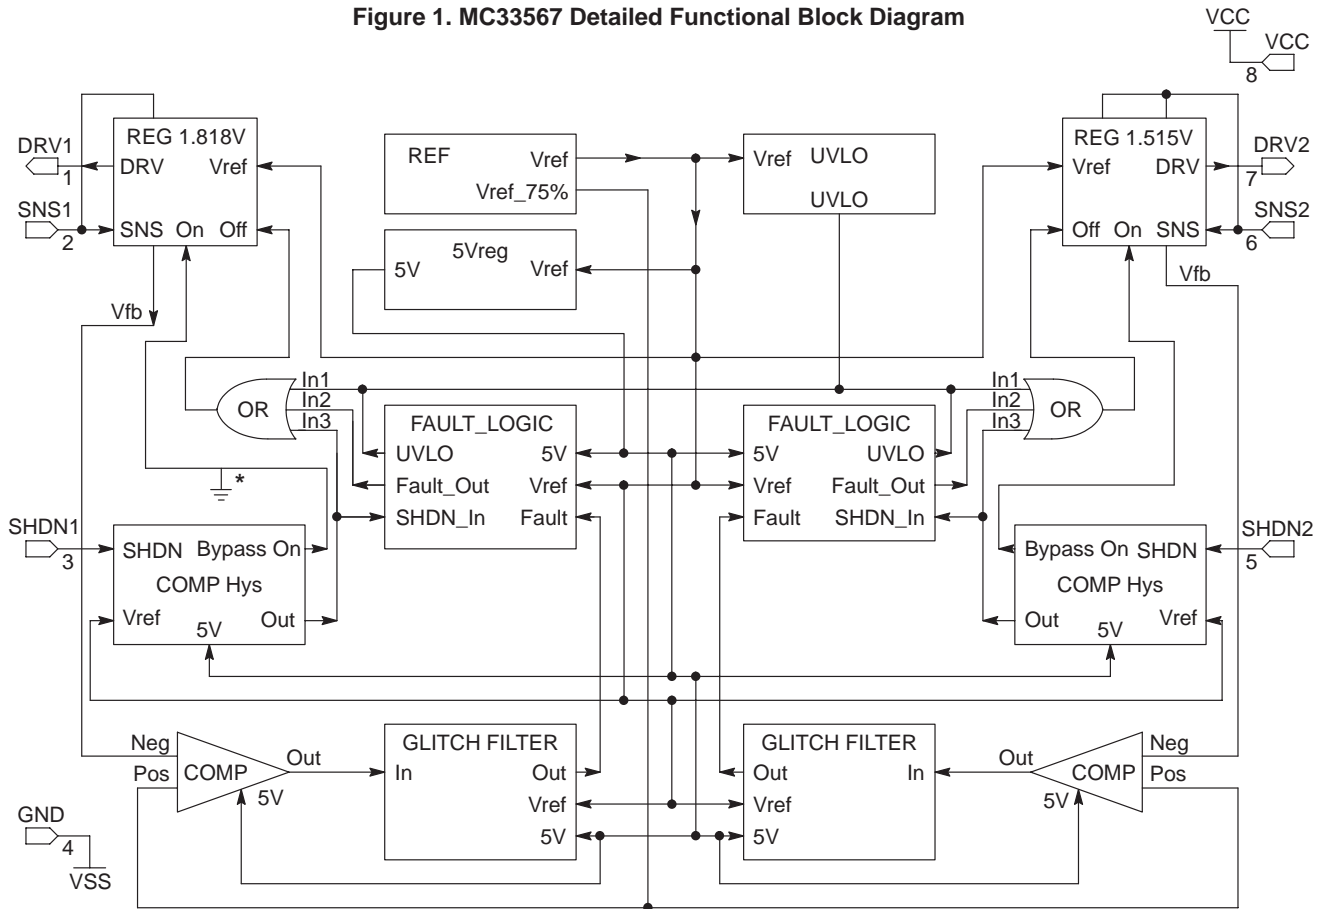 Figure 1. MC33567 Detailed Functional Block Diagram
VCC
VCC
8
REG 1.818V
DRV1
DRV
Vref
1
SNS1
SNS
On
Off
2
Vfb
REF
Vref
Vref_75%
Vref
UVLO
UVLO
5Vreg
5V
Vref
REG 1.515V
Vref
DRV
DRV2
7
Off
On
SNS
SNS2
6
Vfb
OR
In1
In2
In3
In1
In2
In3
OR
FAULT_LOGIC
UVLO
5V
Fault_Out
Vref
SHDN_In
Fault
FAULT_LOGIC
5V
UVLO
Vref
Fault_Out
Fault
SHDN_In
*
SHDN1
3
SHDN
Bypass On
COMP Hys
Vref
Out
5V
SHDN2
5
Bypass On
SHDN
COMP Hys
Out
Vref
5V
Neg
Pos
COMP
Out
5V
GLITCH FILTER
In
Out
Vref
5V
GLITCH FILTER
Out
In
Vref
5V
Out
COMP
Neg
Pos
5V
GND
4
VSS